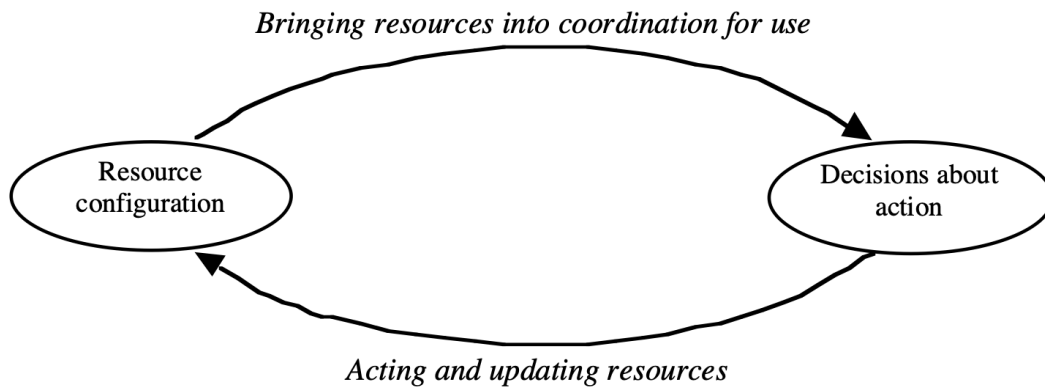 Bringing resources into coordination for use
Resource
configuration
Decisions about
action
Acting and updating resources